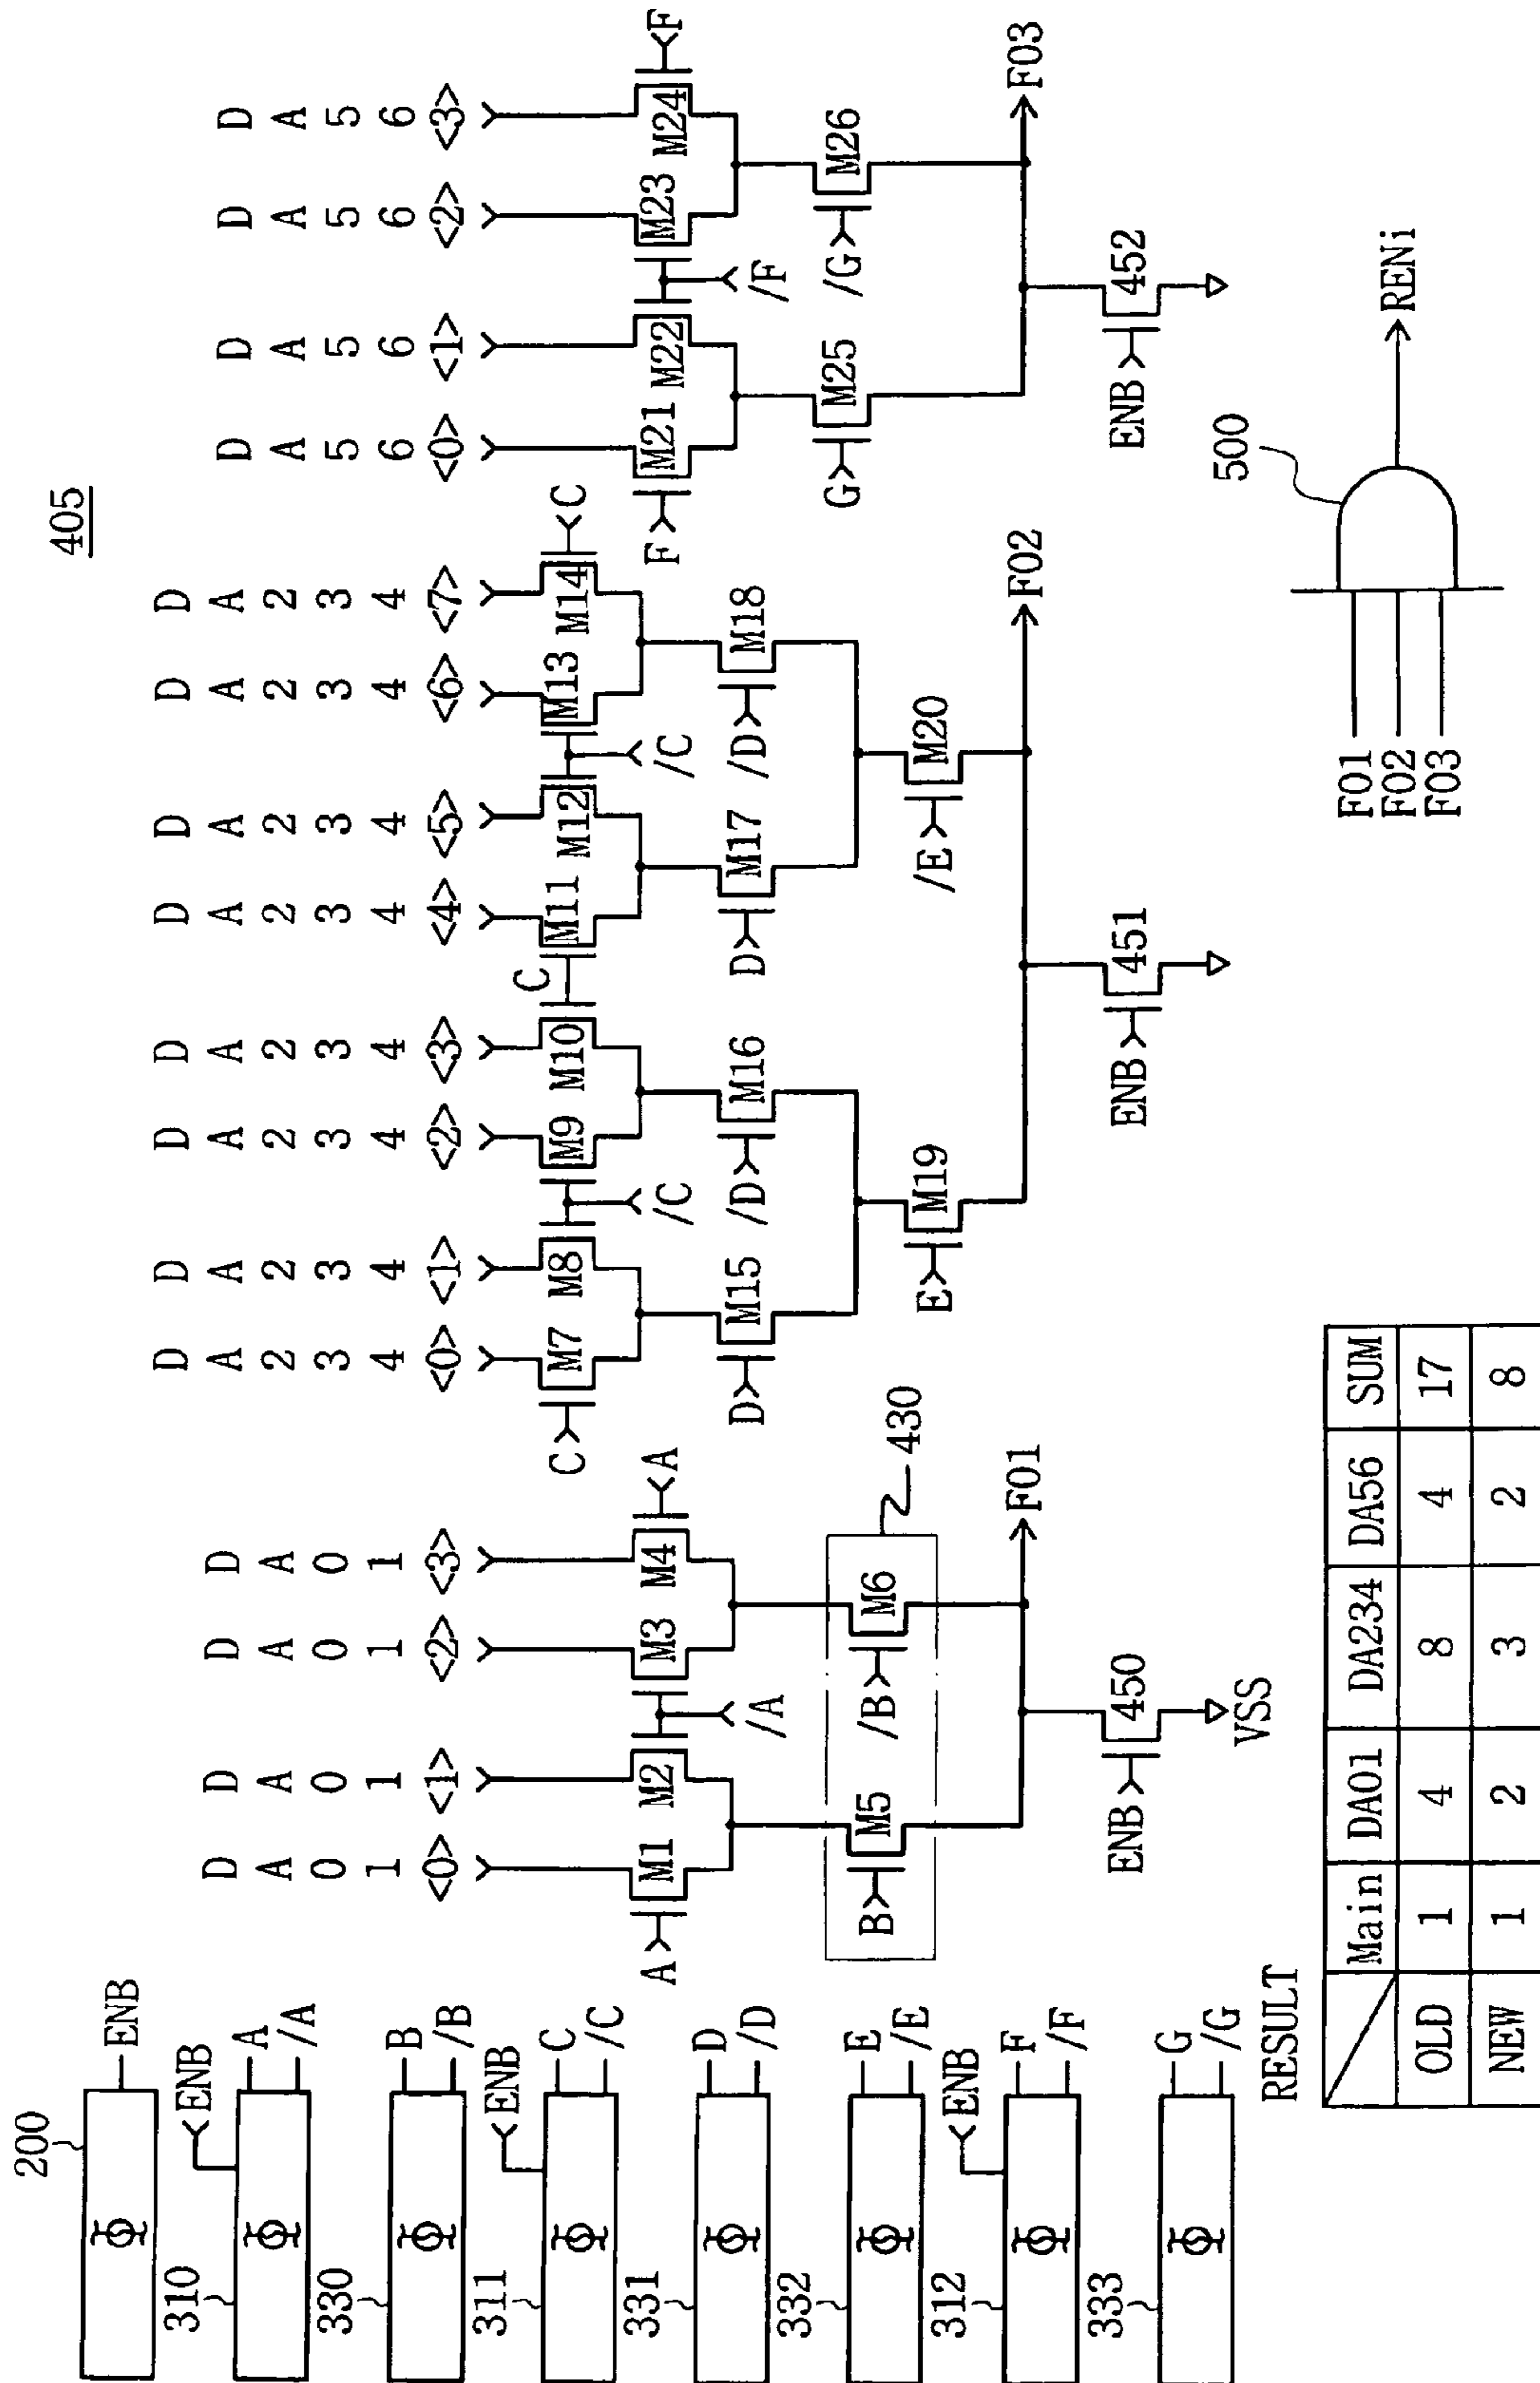 405
D A 0 1 <0>
D A 0 1 <1>
D A 0 1 <2>
D A 0 1 <3>
D A 2 3 4 <0>
D A 2 3 4 <1>
D A 2 3 4 <2>
D A 2 3 4 <3>
D A 2 3 4 <4>
D A 2 3 4 <5>
D A 2 3 4 <6>
D A 2 3 4 <7>
D A 5 6 <0>
D A 5 6 <1>
D A 5 6 <2>
D A 5 6 <3>
200
ENB
310
ENB
A
/A
330
B
/B
311
ENB
C
/C
331
D
/D
332
E
/E
312
ENB
F
/F
333
G
/G
A
M1
M2
/A
M3
M4
A
B
M5
/B
M6
430
F01
ENB
450
VSS
C
M7
M8
/C
M9
M10
C
M11
M12
/C
M13
M14
C
D
M15
/D
M16
D
M17
/D
M18
E
M19
/E
M20
F02
ENB
451
F
M21
M22
/F
M23
M24
F
G
M25
/G
M26
F03
ENB
452
500
F01
F02
F03
RENi
RESULT
Main DA01 DA234 DA56 SUM
OLD 1 4 8 4 17
NEW 1 2 3 2 8